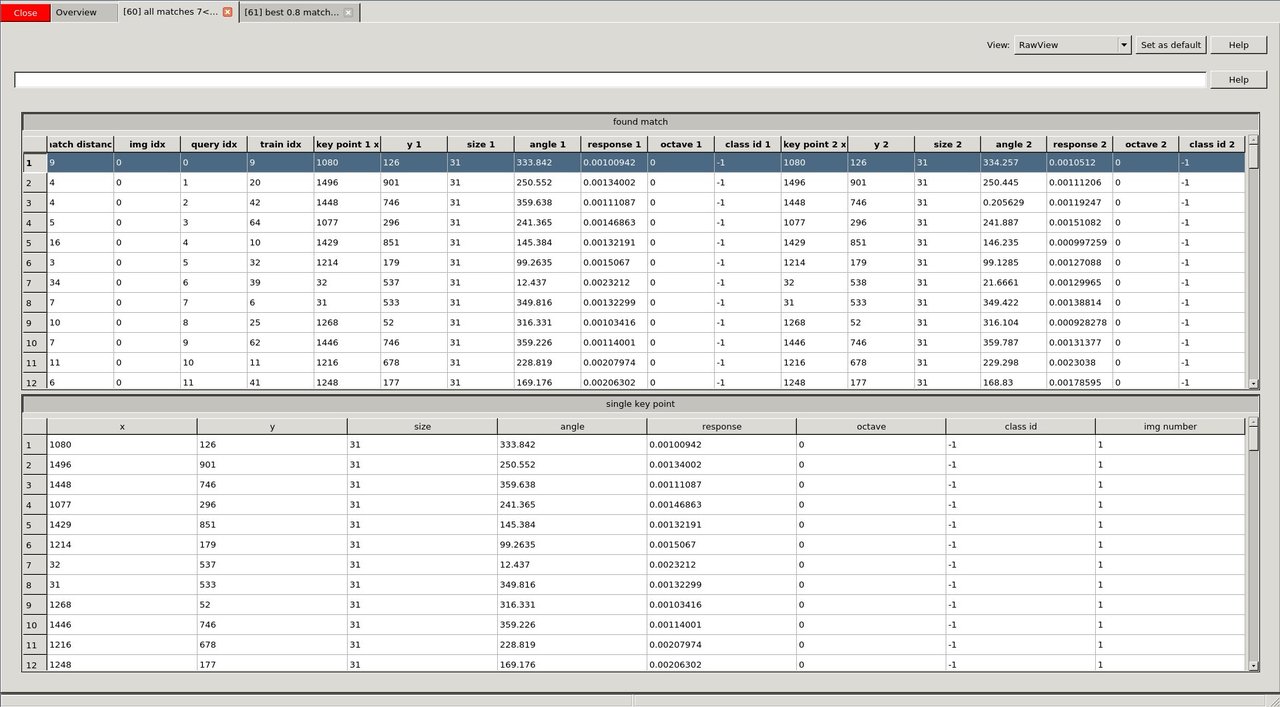 Close Overview [60] all matches 7<... [61] best 0.8 match...
View: RawView Set as default Help
Help
found match
atch distanc img idx query idx train idx key point 1 x y 1 size 1 angle 1 response 1 octave 1 class id 1 key point 2 x y 2 size 2 angle 2 response 2 octave 2 class id 2
1 9 0 0 9 1080 126 31 333.842 0.00100942 0 -1 1080 126 31 334.257 0.0010512 0 -1
2 4 0 1 20 1496 901 31 250.552 0.00134002 0 -1 1496 901 31 250.445 0.00111206 0 -1
3 4 0 2 42 1448 746 31 359.638 0.00111087 0 -1 1448 746 31 0.205629 0.00119247 0 -1
4 5 0 3 64 1077 296 31 241.365 0.00146863 0 -1 1077 296 31 241.887 0.00151082 0 -1
5 16 0 4 10 1429 851 31 145.384 0.00132191 0 -1 1429 851 31 146.235 0.000997259 0 -1
6 3 0 5 32 1214 179 31 99.2635 0.0015067 0 -1 1214 179 31 99.1285 0.00127088 0 -1
7 34 0 6 39 32 537 31 12.437 0.0023212 0 -1 32 538 31 21.6661 0.00129965 0 -1
8 7 0 7 6 31 533 31 349.816 0.00132299 0 -1 31 533 31 349.422 0.00138814 0 -1
9 10 0 8 25 1268 52 31 316.331 0.00103416 0 -1 1268 52 31 316.104 0.000928278 0 -1
10 7 0 9 62 1446 746 31 359.226 0.00114001 0 -1 1446 746 31 359.787 0.00131377 0 -1
11 11 0 10 11 1216 678 31 228.819 0.00207974 0 -1 1216 678 31 229.298 0.0023038 0 -1
12 6 0 11 41 1248 177 31 169.176 0.00206302 0 -1 1248 177 31 168.83 0.00178595 0 -1
single key point
x y size angle response octave class id img number
1 1080 126 31 333.842 0.00100942 0 -1 1
2 1496 901 31 250.552 0.00134002 0 -1 1
3 1448 746 31 359.638 0.00111087 0 -1 1
4 1077 296 31 241.365 0.00146863 0 -1 1
5 1429 851 31 145.384 0.00132191 0 -1 1
6 1214 179 31 99.2635 0.0015067 0 -1 1
7 32 537 31 12.437 0.0023212 0 -1 1
8 31 533 31 349.816 0.00132299 0 -1 1
9 1268 52 31 316.331 0.00103416 0 -1 1
10 1446 746 31 359.226 0.00114001 0 -1 1
11 1216 678 31 228.819 0.00207974 0 -1 1
12 1248 177 31 169.176 0.00206302 0 -1 1